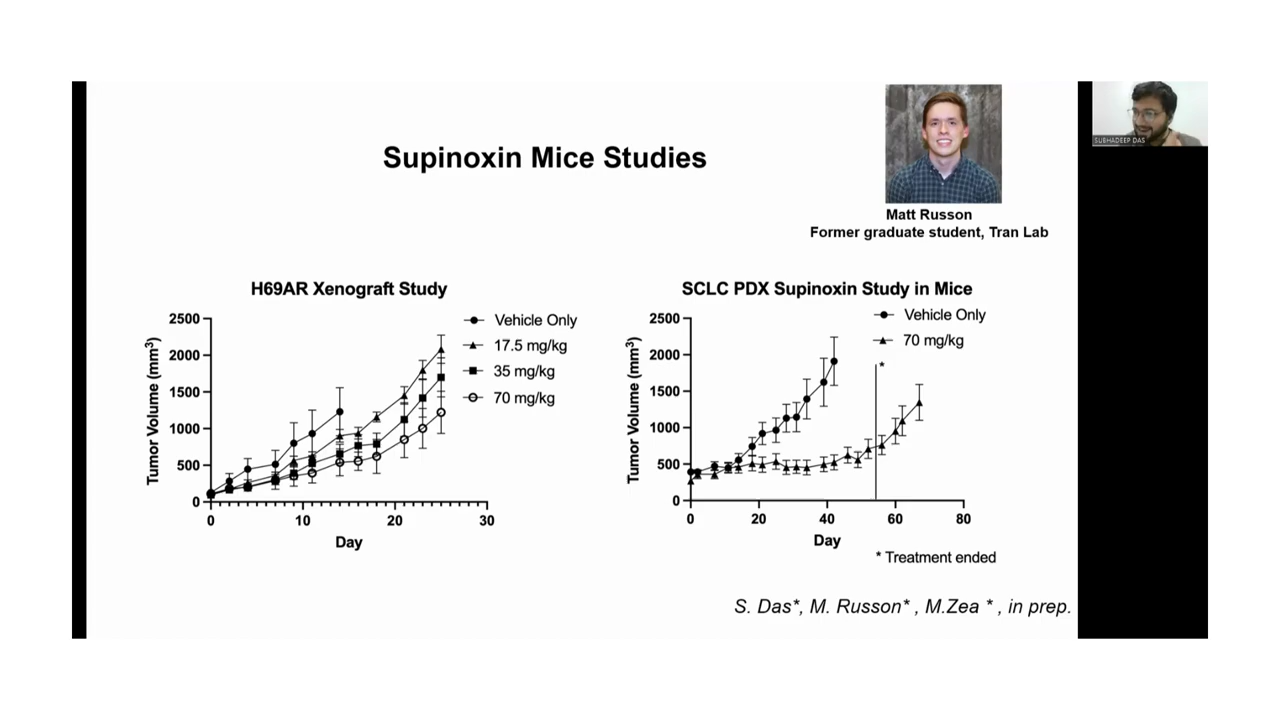 SUBHADEEP DAS
Supinoxin Mice Studies
Matt Russon
Former graduate student, Tran Lab
H69AR Xenograft Study
Tumor Volume (mm³)
2500
2000
1500
1000
500
0
0 10 20 30
Day
Vehicle Only
17.5 mg/kg
35 mg/kg
70 mg/kg
SCLC PDX Supinoxin Study in Mice
Tumor Volume (mm³)
2500
2000
1500
1000
500
0
0 20 40 60 80
Day
Vehicle Only
70 mg/kg
*
* Treatment ended
S. Das*, M. Russon* , M.Zea * , in prep.